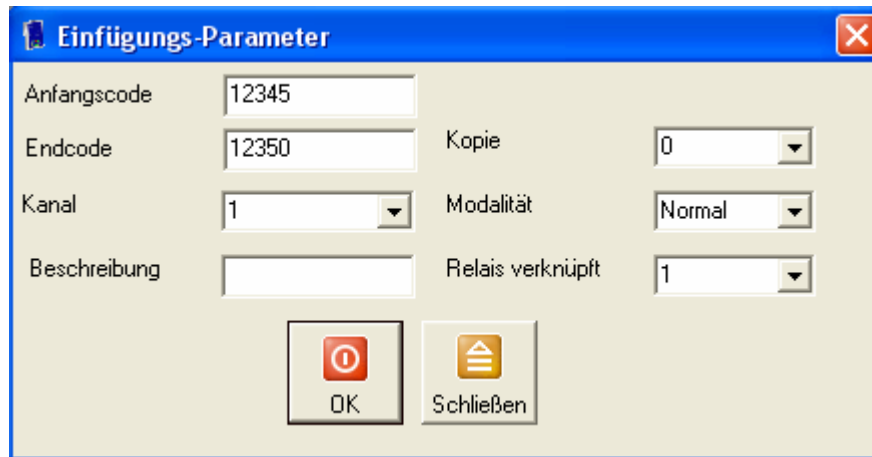 Einfügungs-Parameter
Anfangscode 12345
Endcode 12350 Kopie 0
Kanal 1 Modalität Normal
Beschreibung Relais verknüpft 1
OK Schließen